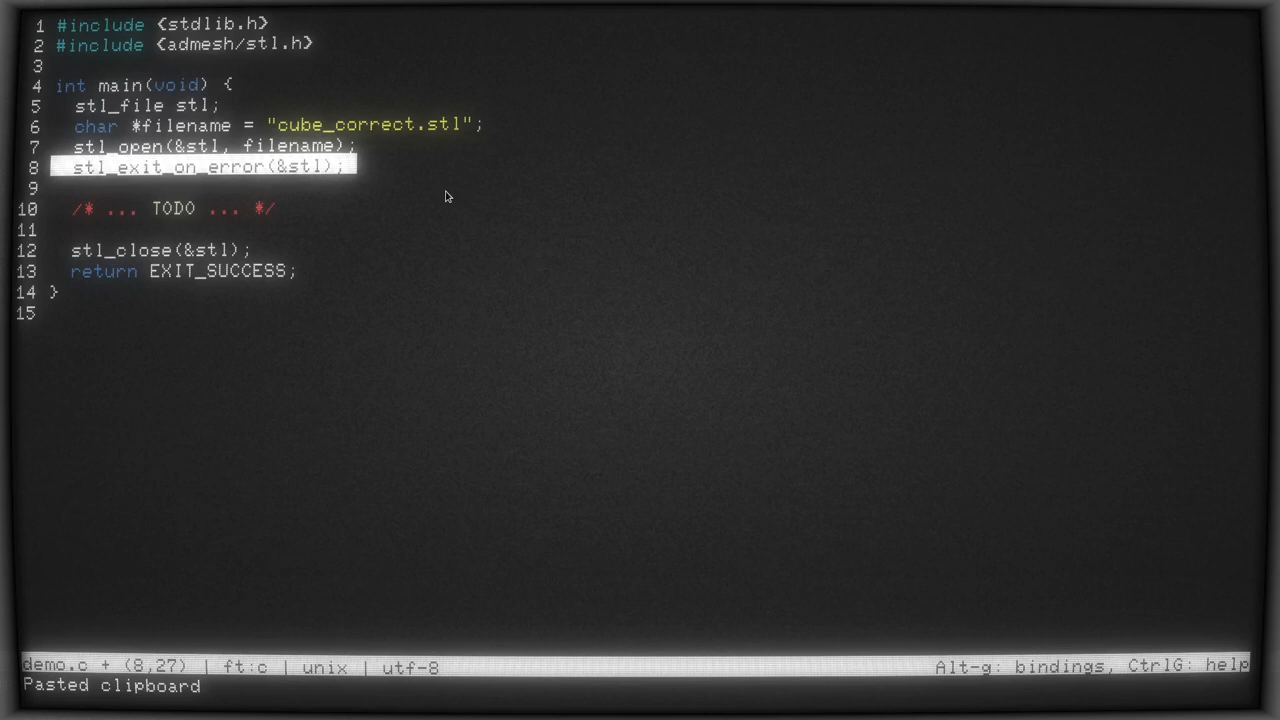 1 #include <stdlib.h>
2 #include <admesh/stl.h>
3
4 int main(void) {
5   stl_file stl;
6   char *filename = "cube_correct.stl";
7   stl_open(&stl, filename);
8   stl_exit_on_error(&stl);
9
10   /* ... TODO ... */
11
12   stl_close(&stl);
13   return EXIT_SUCCESS;
14 }
15
demo.c + (8,27) | ft:c | unix | utf-8 Alt-g: bindings, CtrlG: help
Pasted clipboard